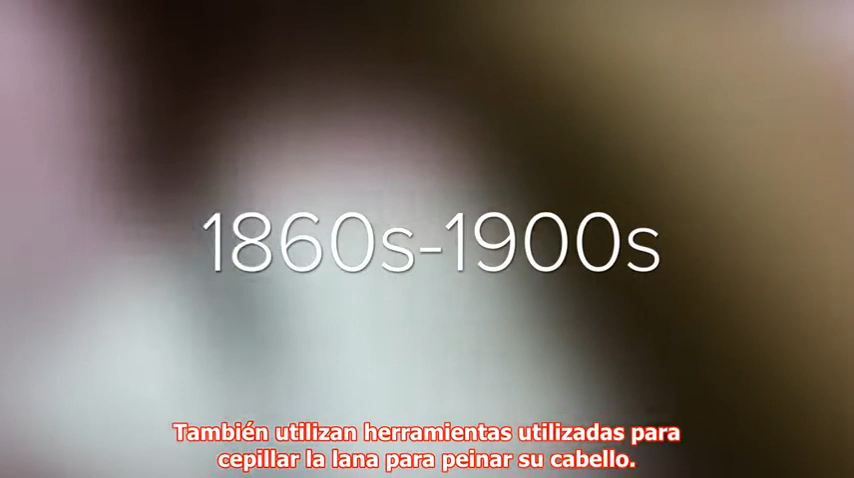 1860s-1900s
También utilizan herramientas utilizadas para
cepillar la lana para peinar su cabello.